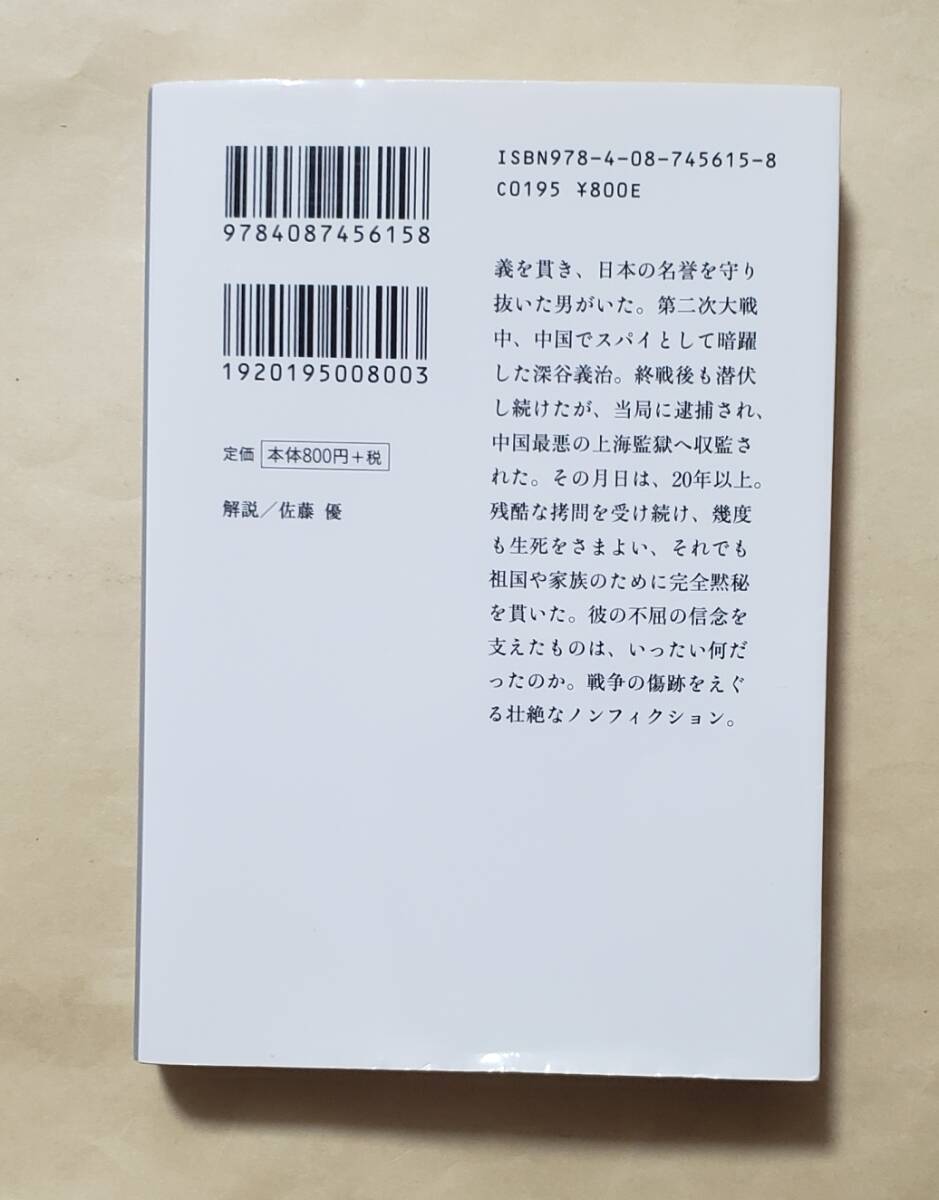 9784087456158
1920195008003
定価 本体800円+税
解説/佐藤 優
ISBN978-4-08-745615-8
C0195 ¥800E
義を貫き、日本の名誉を守り
抜いた男がいた。第二次大戦
中、中国でスパイとして暗躍
した深谷義治。終戦後も潜伏
し続けたが、当局に逮捕され、
中国最悪の上海監獄へ収監さ
れた。その月日は、20年以上。
残酷な拷問を受け続け、幾度
も生死をさまよい、それでも
祖国や家族のために完全黙秘
を貫いた。彼の不屈の信念を
支えたものは、いったい何だ
ったのか。戦争の傷跡をえぐ
る壮絶なノンフィクション。